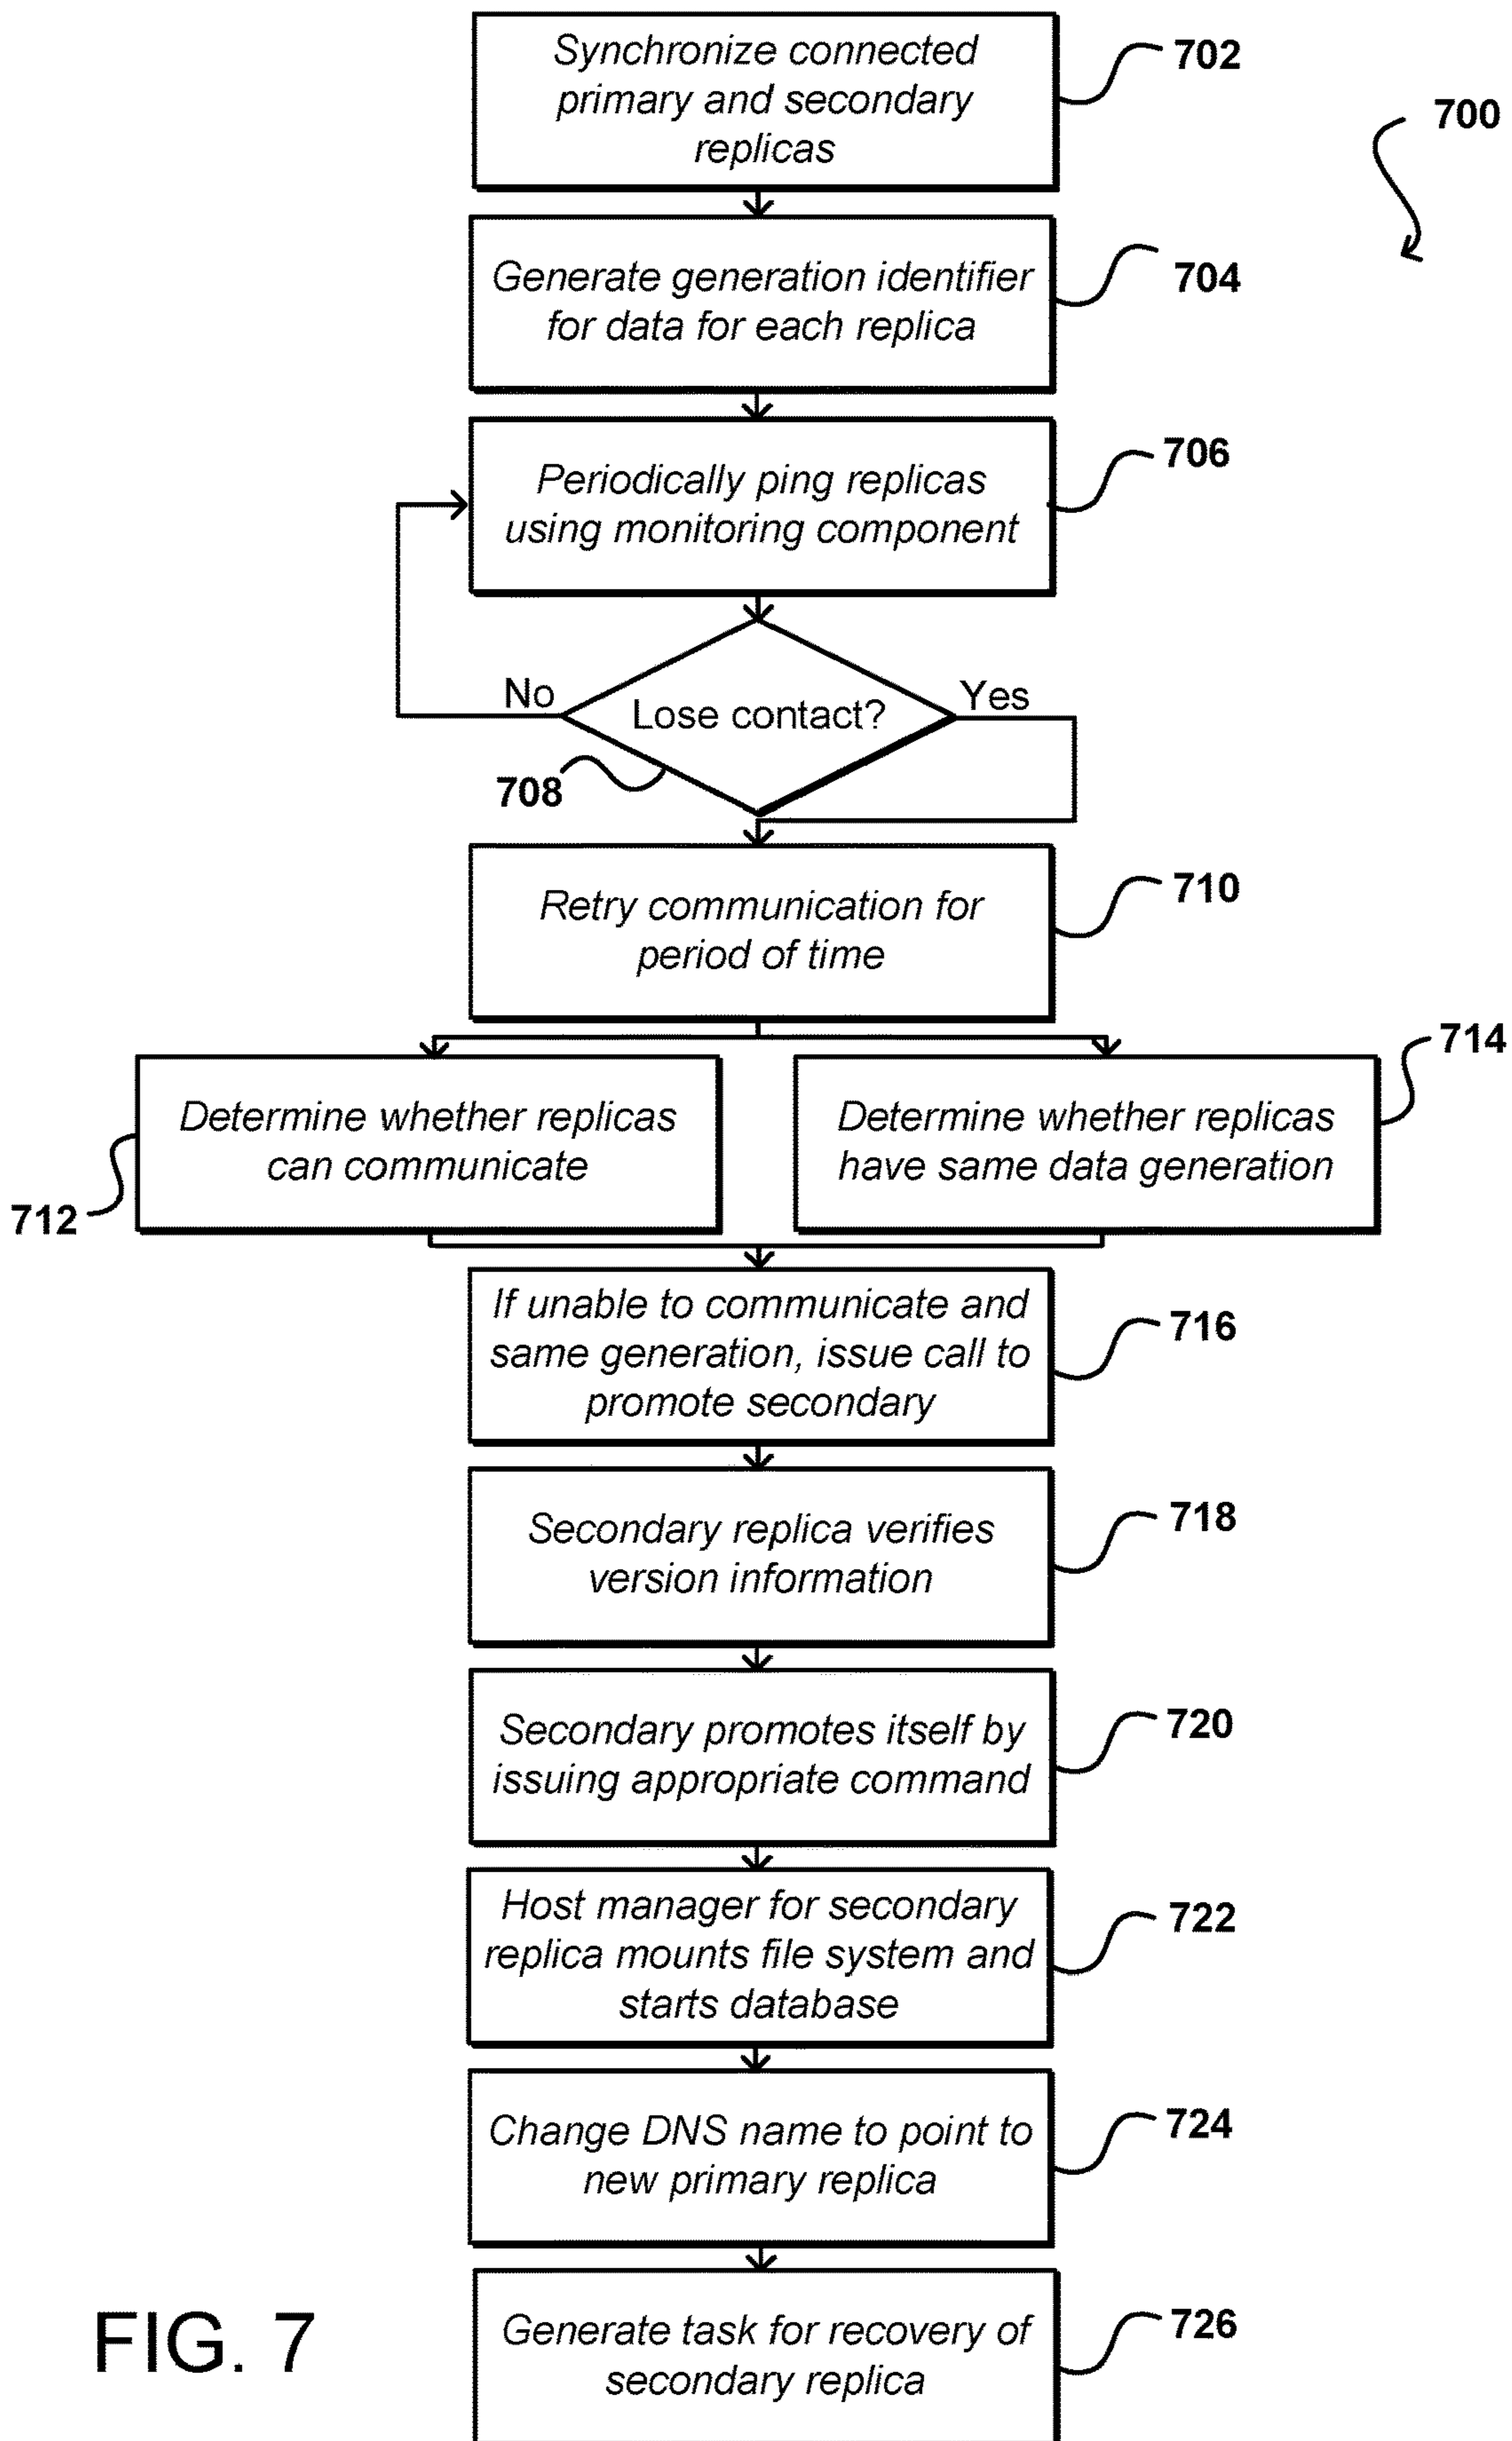 Synchronize connected
primary and secondary
replicas
702
700
Generate generation identifier
for data for each replica
704
Periodically ping replicas
using monitoring component
706
No
Lose contact?
Yes
708
Retry communication for
period of time
710
Determine whether replicas
can communicate
712
Determine whether replicas
have same data generation
714
If unable to communicate and
same generation, issue call to
promote secondary
716
Secondary replica verifies
version information
718
Secondary promotes itself by
issuing appropriate command
720
Host manager for secondary
replica mounts file system and
starts database
722
Change DNS name to point to
new primary replica
724
Generate task for recovery of
secondary replica
726
FIG. 7